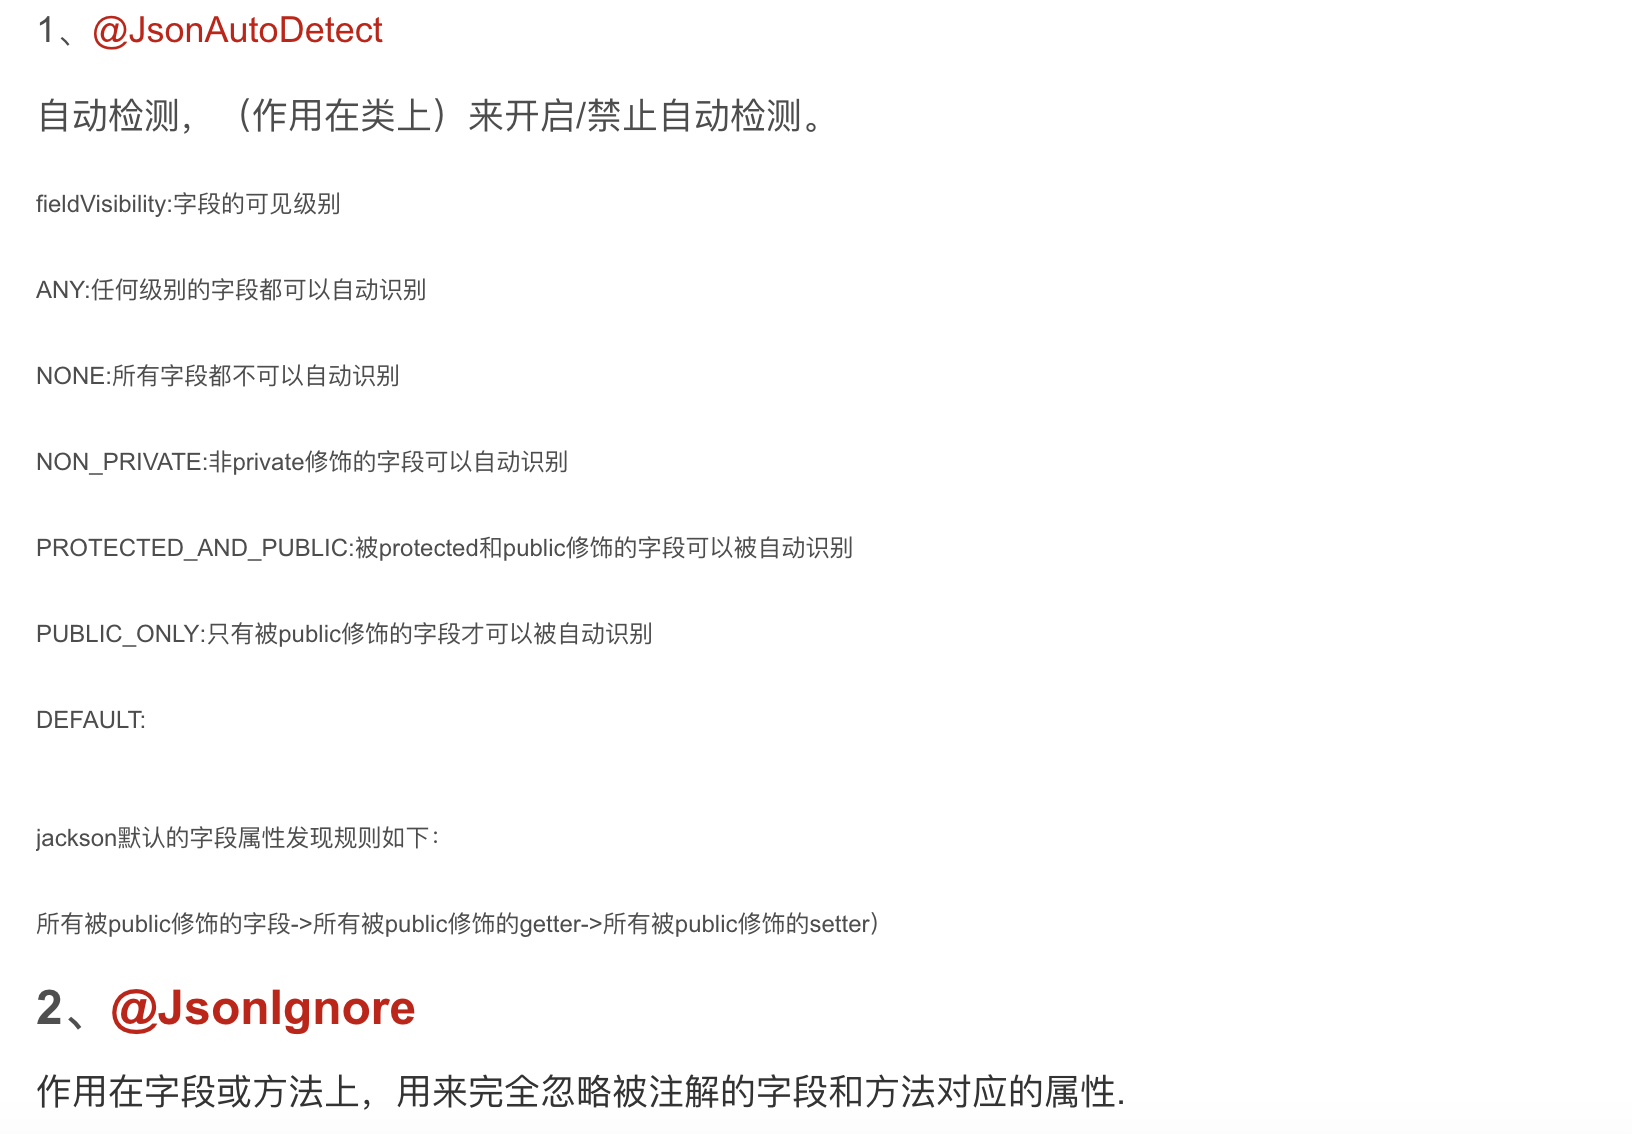 1、@JsonAutoDetect
自动检测，（作用在类上）来开启/禁止自动检测。
fieldVisibility:字段的可见级别
ANY:任何级别的字段都可以自动识别
NONE:所有字段都不可以自动识别
NON_PRIVATE:非private修饰的字段可以自动识别
PROTECTED_AND_PUBLIC:被protected和public修饰的字段可以被自动识别
PUBLIC_ONLY:只有被public修饰的字段才可以被自动识别
DEFAULT:
jackson默认的字段属性发现规则如下：
所有被public修饰的字段->所有被public修饰的getter->所有被public修饰的setter）
2、@JsonIgnore
作用在字段或方法上，用来完全忽略被注解的字段和方法对应的属性.